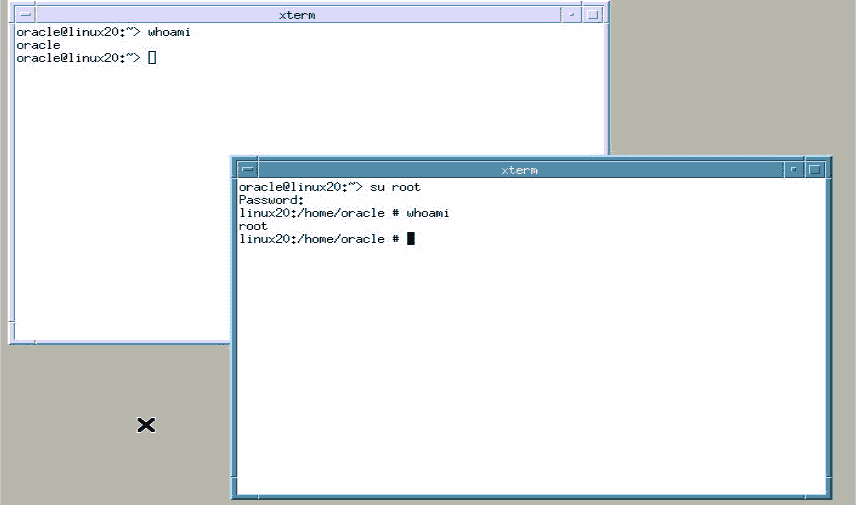 xterm
oracle@linux20:~> whoami
oracle
oracle@linux20:~>
xterm
oracle@linux20:~> su root
Password:
linux20:/home/oracle # whoami
root
linux20:/home/oracle #